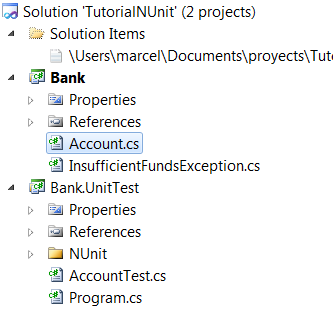 Solution 'TutorialNUnit' (2 projects)
Solution Items
\Users\marcel\Documents\proyects\Tut
Bank
Properties
References
Account.cs
InsufficientFundsException.cs
Bank.UnitTest
Properties
References
NUnit
AccountTest.cs
Program.cs